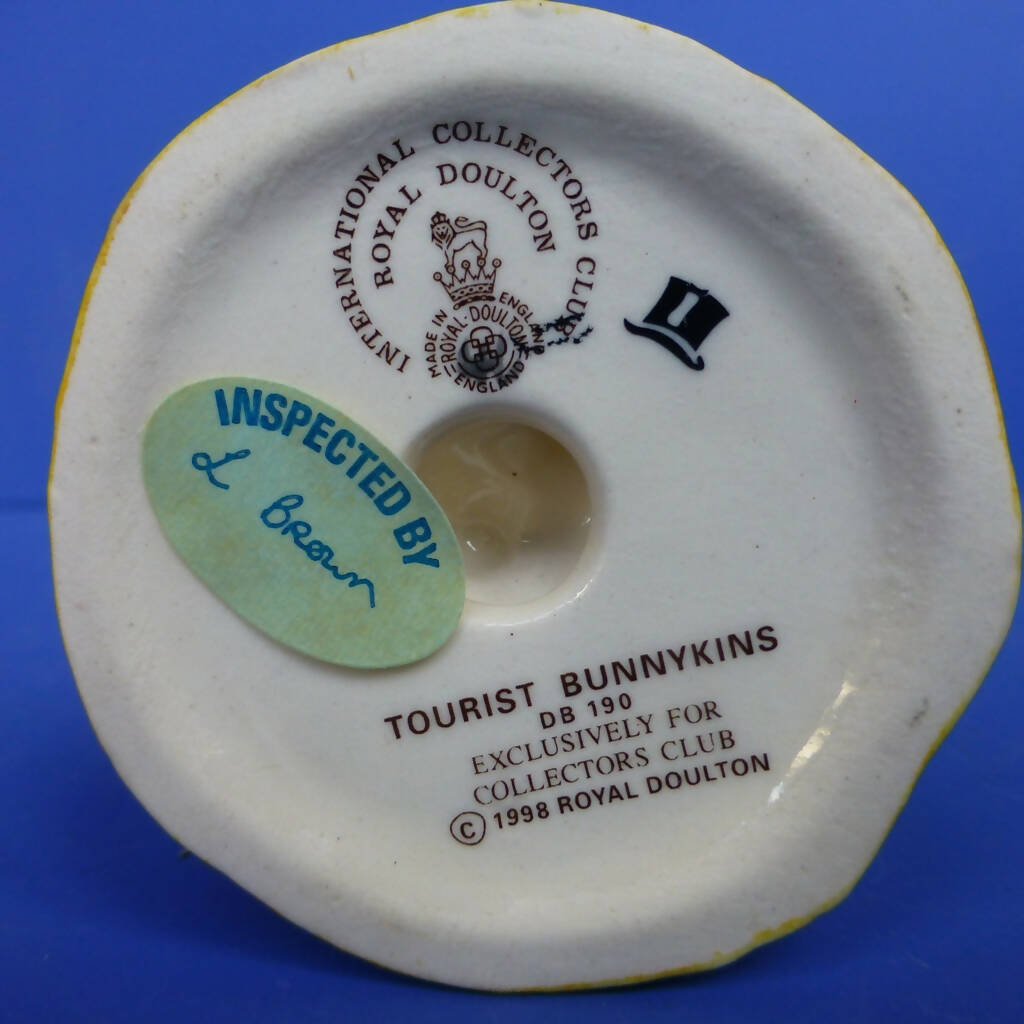 INTERNATIONAL COLLECTORS CLUB
ROYAL DOULTON
MADE IN ENGLAND
ROYAL·DOULTON
ENGLAND
INSPECTED BY
L Brown
TOURIST BUNNYKINS
DB 190
EXCLUSIVELY FOR
COLLECTORS CLUB
© 1998 ROYAL DOULTON